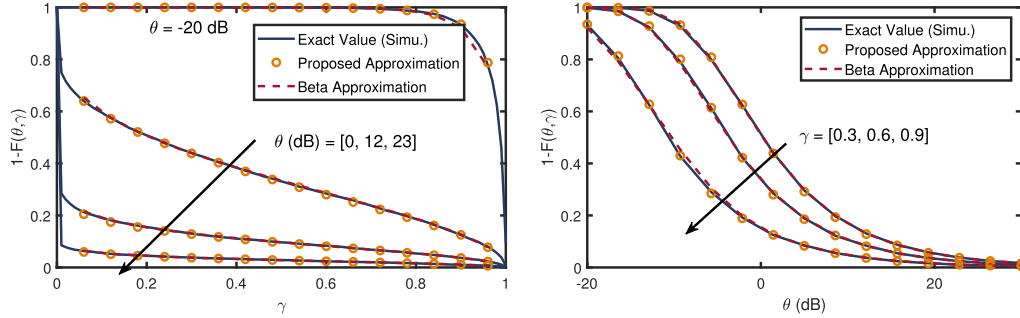 1-F(θ,γ)
1
0.8
0.6
0.4
0.2
0
θ = -20 dB
Exact Value (Simu.)
Proposed Approximation
Beta Approximation
θ (dB) = [0, 12, 23]
0 0.2 0.4 0.6 0.8 1
γ
1-F(θ,γ)
1
0.8
0.6
0.4
0.2
0
Exact Value (Simu.)
Proposed Approximation
Beta Approximation
γ = [0.3, 0.6, 0.9]
-20 0 20
θ (dB)